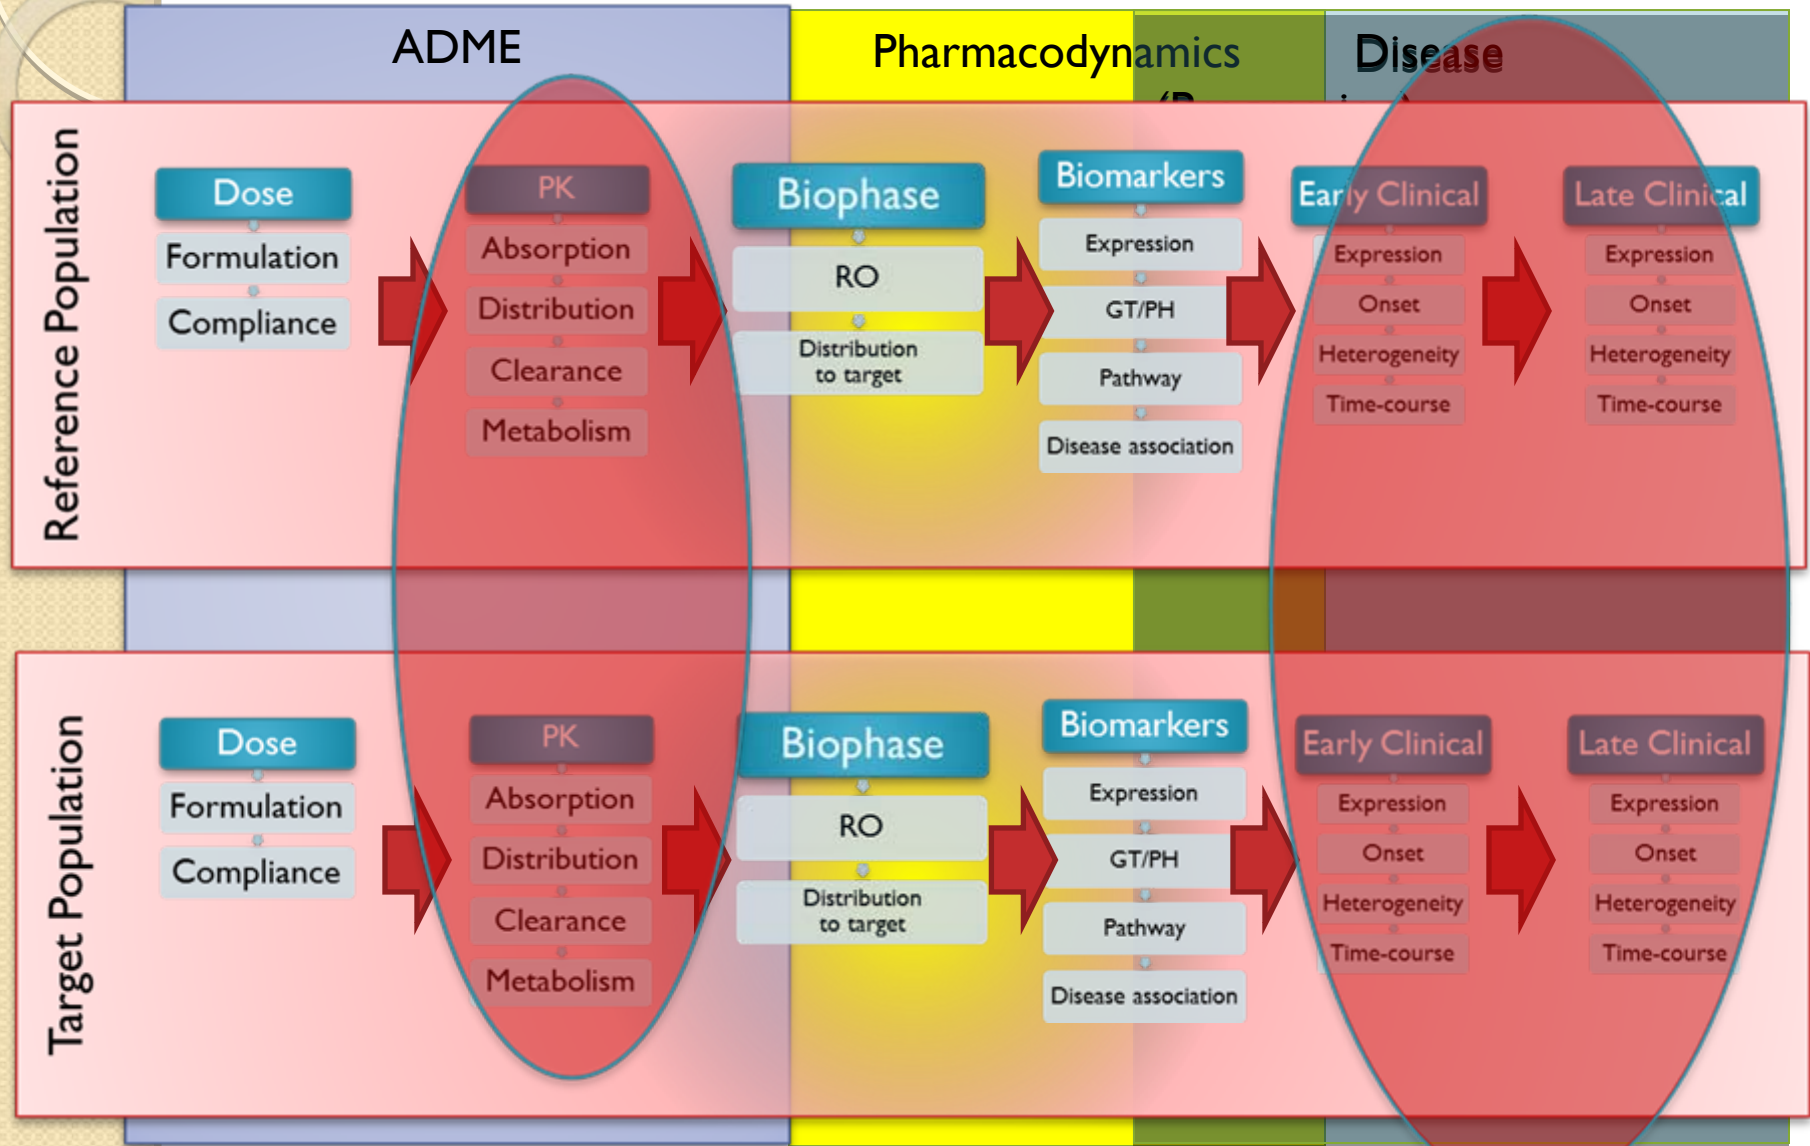 ADME
Pharmacodynamics
Disease
Reference Population
Dose
Formulation
Compliance
PK
Absorption
Distribution
Clearance
Metabolism
Biophase
RO
Distribution
to target
Biomarkers
Expression
GT/PH
Pathway
Disease association
Early Clinical
Expression
Onset
Heterogeneity
Time-course
Late Clinical
Expression
Onset
Heterogeneity
Time-course
Target Population
Dose
Formulation
Compliance
PK
Absorption
Distribution
Clearance
Metabolism
Biophase
RO
Distribution
to target
Biomarkers
Expression
GT/PH
Pathway
Disease association
Early Clinical
Expression
Onset
Heterogeneity
Time-course
Late Clinical
Expression
Onset
Heterogeneity
Time-course